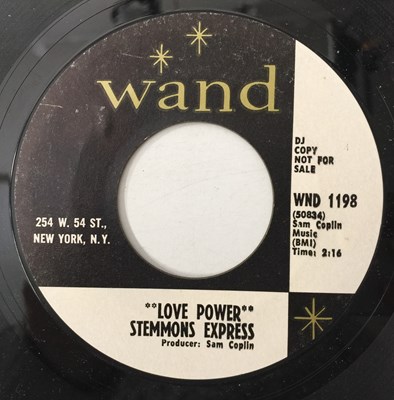 wand
DJ
COPY
NOT FOR
SALE
WND 1198
(50834)
Sam Coplin
Music
(BMI)
Time: 2:16
254 W. 54 ST.,
NEW YORK, N.Y.
**LOVE POWER**
STEMMONS EXPRESS
Producer: Sam Coplin